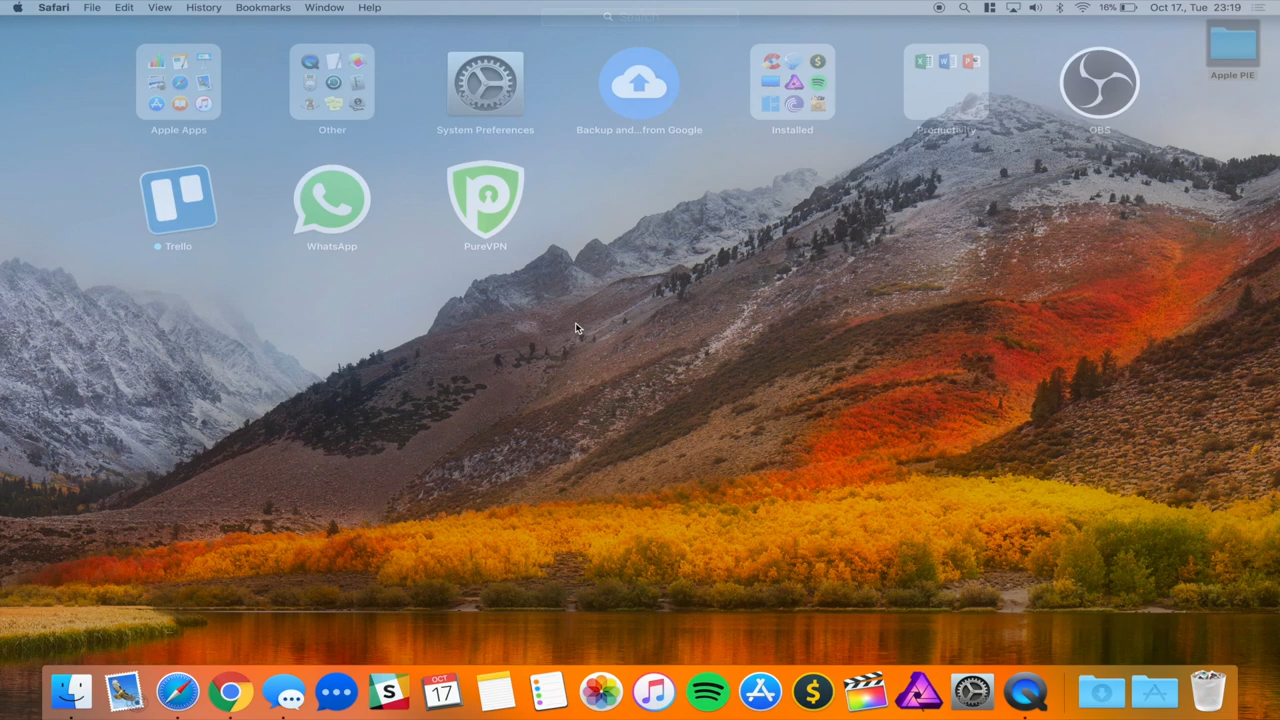 Safari File Edit View History Bookmarks Window Help
16% Oct 17., Tue 23:19
Search
Apple PIE
Apple Apps
Other
System Preferences
Backup and...from Google
Installed
Productivity
OBS
Trello
WhatsApp
PureVPN
OCT
17